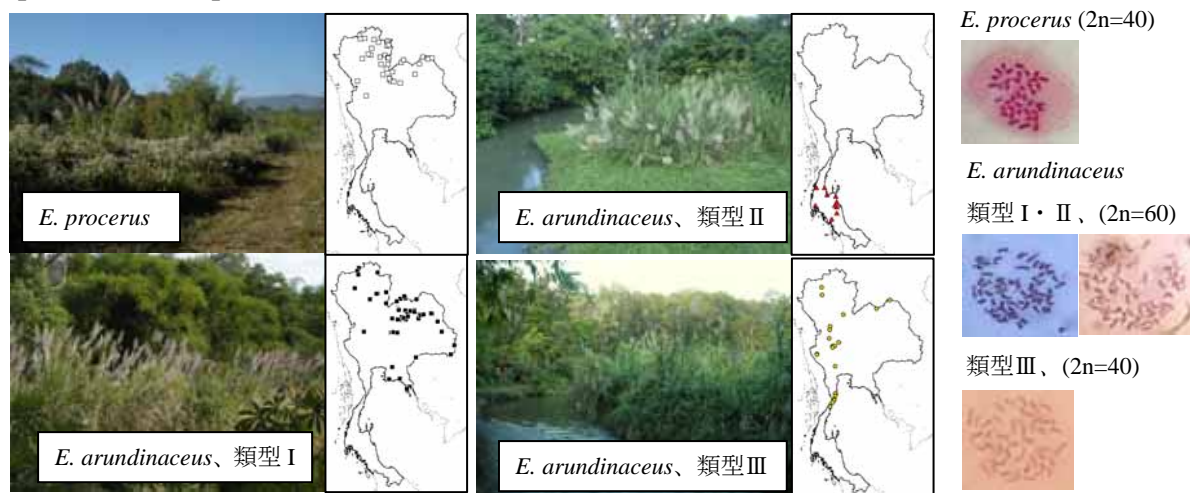 E. procerus
E. arundinaceus、類型Ⅱ
E. arundinaceus、類型Ⅰ
E. arundinaceus、類型Ⅲ
E. procerus (2n=40)
E. arundinaceus
類型Ⅰ・Ⅱ、(2n=60)
類型Ⅲ、(2n=40)